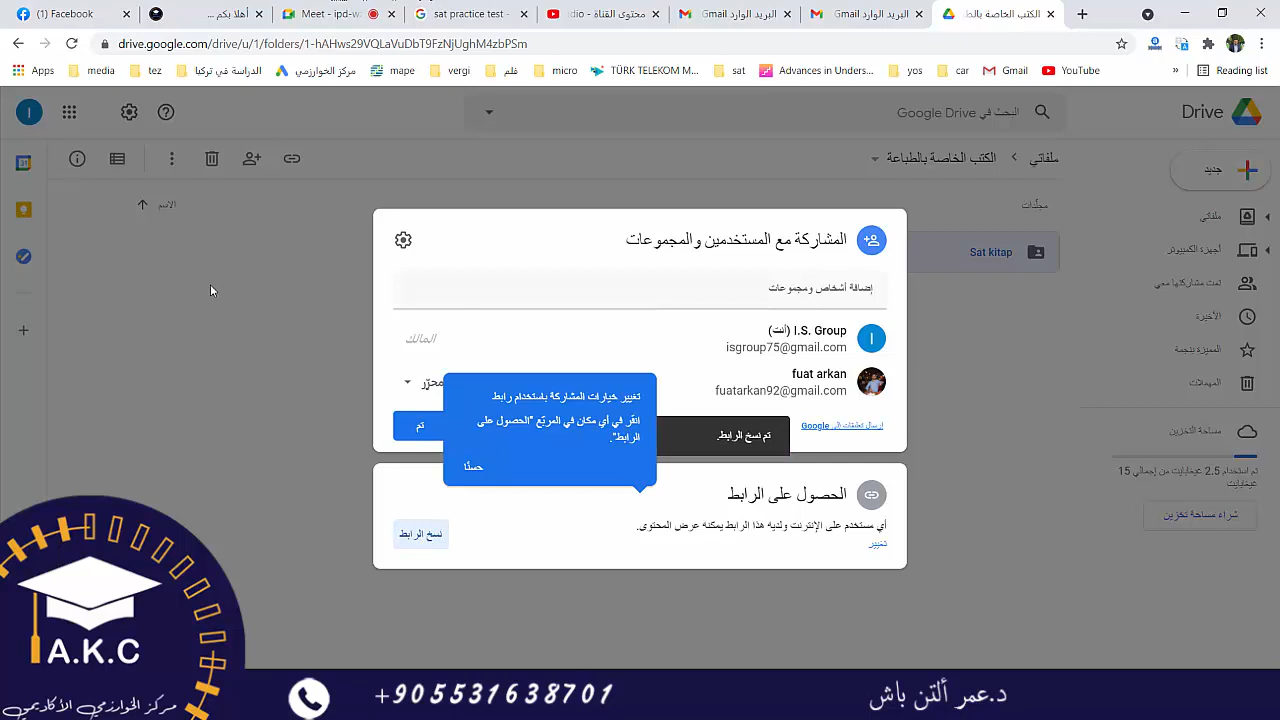 Facebook
أهلا بكم ...
Meet - ipd-w
sat practice test -
محتوى القناة - idio
البريد الوارد Gmail
البريد الوارد Gmail
الكتب الخاصة بالط
drive.google.com/drive/u/1/folders/1-hAHws29VQLaVuDbT9FzNjUghM4zbPSm
Apps
media
tez
الدراسة في تركيا
مركز الخوارزمي
mape
vergi
فلم
micro
TÜRK TELEKOM M...
sat
Advances in Unders...
yos
car
Gmail
YouTube
»
Reading list
Drive
البحث في Google Drive
ملفاتي
الكتب الخاصة بالطباعة
جديد
مجلدات
الاسم
ملفاتي
Sat kitap
أجهزة الكمبيوتر
تمت مشاركتها معي
الأخيرة
المميزة بنجمة
المهملات
مساحة التخزين
تم استخدام 2.5 غيغابايت من إجمالي 15
غيغابايت
شراء مساحة تخزين
المشاركة مع المستخدمين والمجموعات
إضافة أشخاص ومجموعات
I.S. Group (أنت)
isgroup75@gmail.com
المالك
fuat arkan
fuatarkan92@gmail.com
محرّر
تغيير خيارات المشاركة باستخدام رابط
انقر في أي مكان في المربّع "الحصول على
الرابط".
حسنًا
إرسال تعليقات إلى Google
تم نسخ الرابط.
تم
الحصول على الرابط
أي مستخدم على الإنترنت ولديه هذا الرابط يمكنه عرض المحتوى.
تغيير
نسخ الرابط
A.K.C
مركز الخوارزمي الأكاديمي
+905531638701
د.عمر ألتن باش